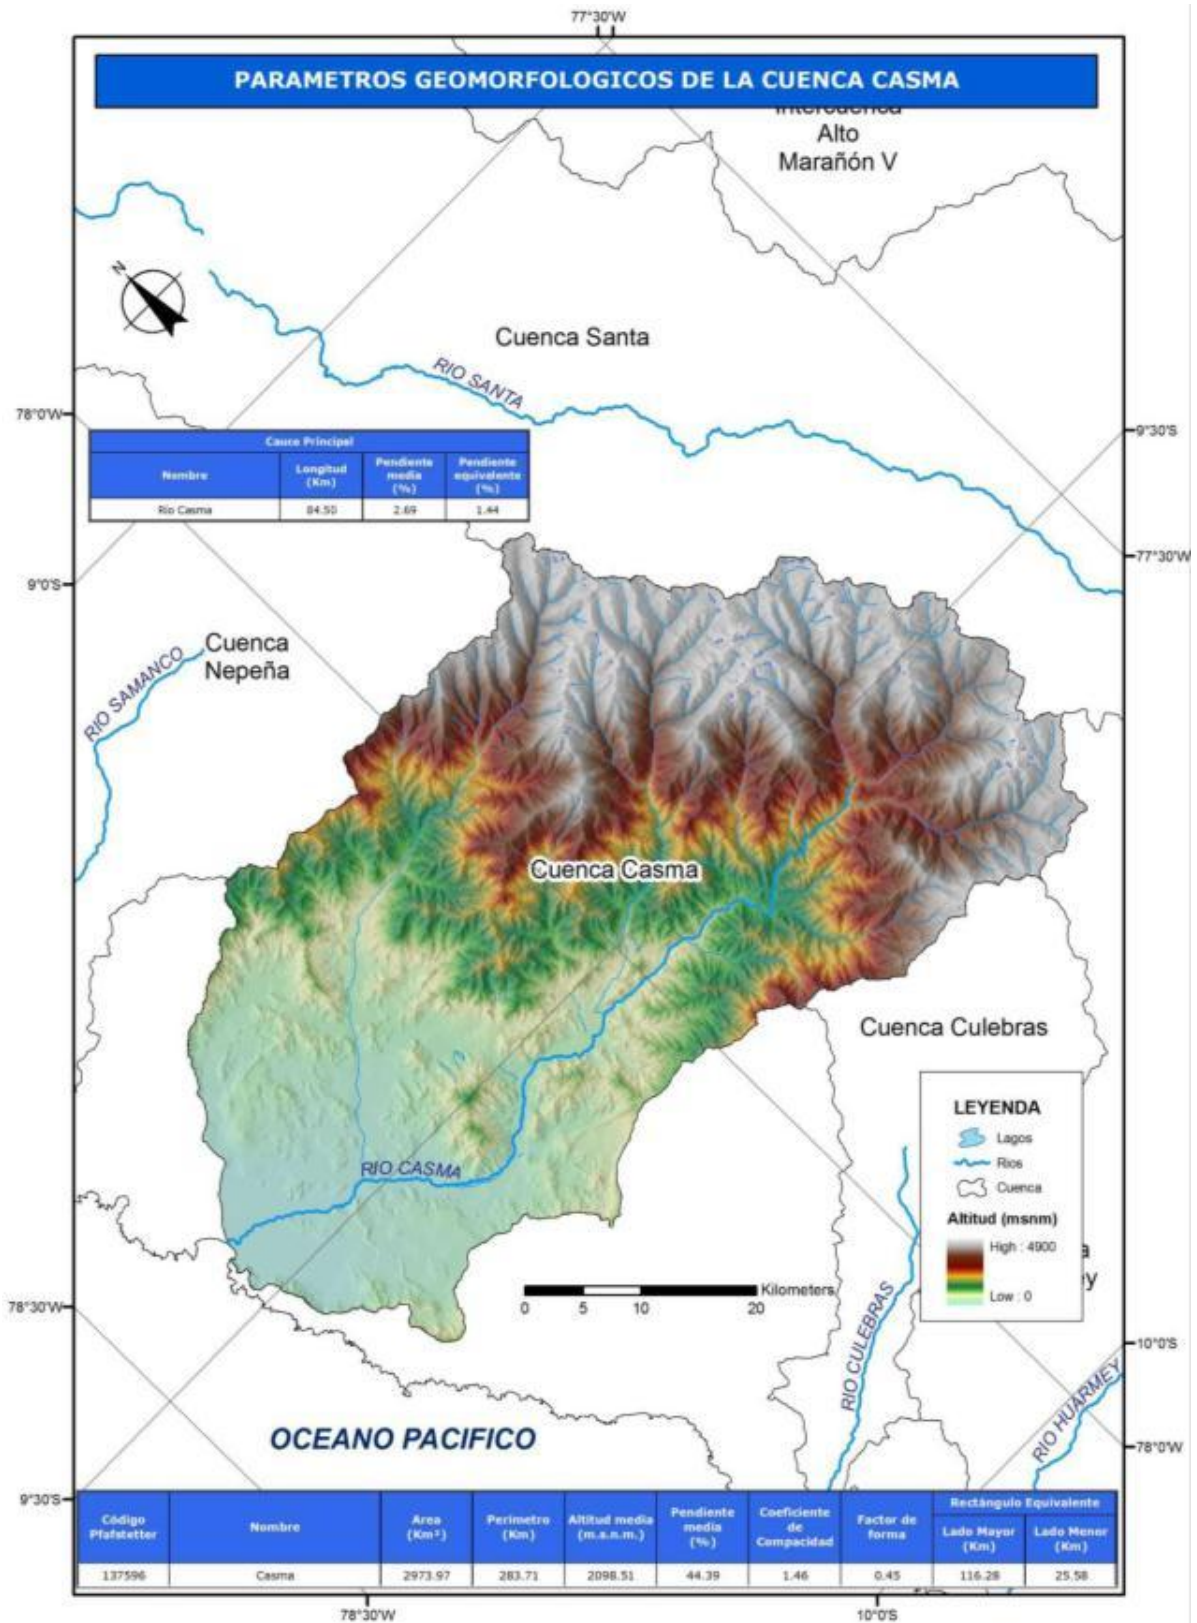 77°30'W
PARAMETROS GEOMORFOLOGICOS DE LA CUENCA CASMA
Intercuenca
Alto
Marañón V
N
Cuenca Santa
RIO SANTA
78°0'W
9°30'S
Cauce Principal
Nombre Longitud (Km) Pendiente media (%) Pendiente equivalente (%)
Río Casma 84.50 2.69 1.44
77°30'W
9°0'S
Cuenca
Nepeña
RIO SAMANCO
Cuenca Casma
Cuenca Culebras
LEYENDA
Lagos
Rios
Cuenca
Altitud (msnm)
High : 4900
Low : 0
a
ey
RIO CASMA
Kilometers
0 5 10 20
78°30'W
RIO CULEBRAS
10°0'S
RIO HUARMEY
OCEANO PACIFICO
78°0'W
9°30'S
Código Pfafstetter Nombre Area (Km²) Perímetro (Km) Altitud media (m.s.n.m.) Pendiente media (%) Coeficiente de Compacidad Factor de forma Rectángulo Equivalente
Lado Mayor (Km) Lado Menor (Km)
137596 Casma 2973.97 283.71 2098.51 44.39 1.46 0.45 116.28 25.58
78°30'W
10°0'S